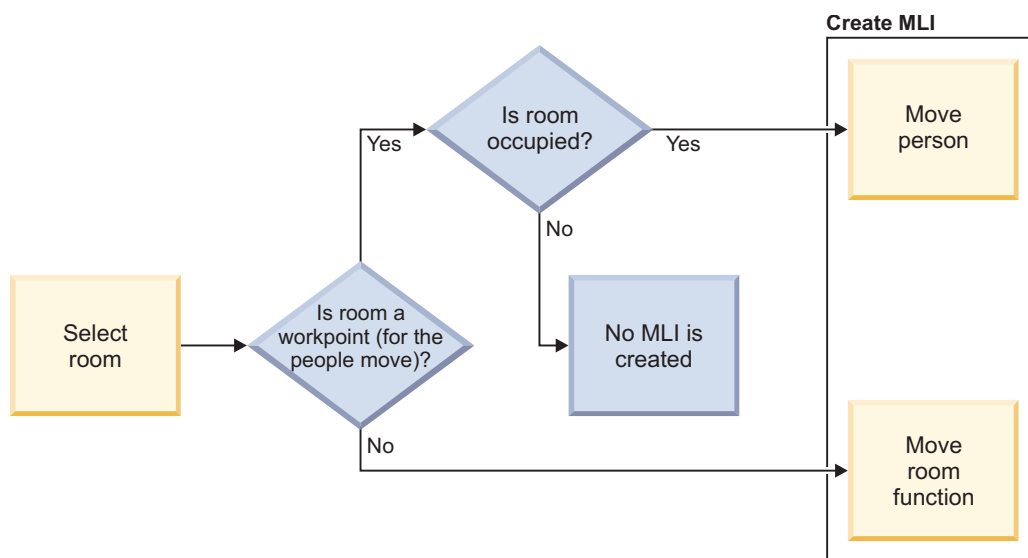 Create MLI
Is room
occupied?
Move
person
Yes
Yes
No
Select
room
Is room a
workpoint (for the
people move)?
No MLI is
created
No
Move
room
function